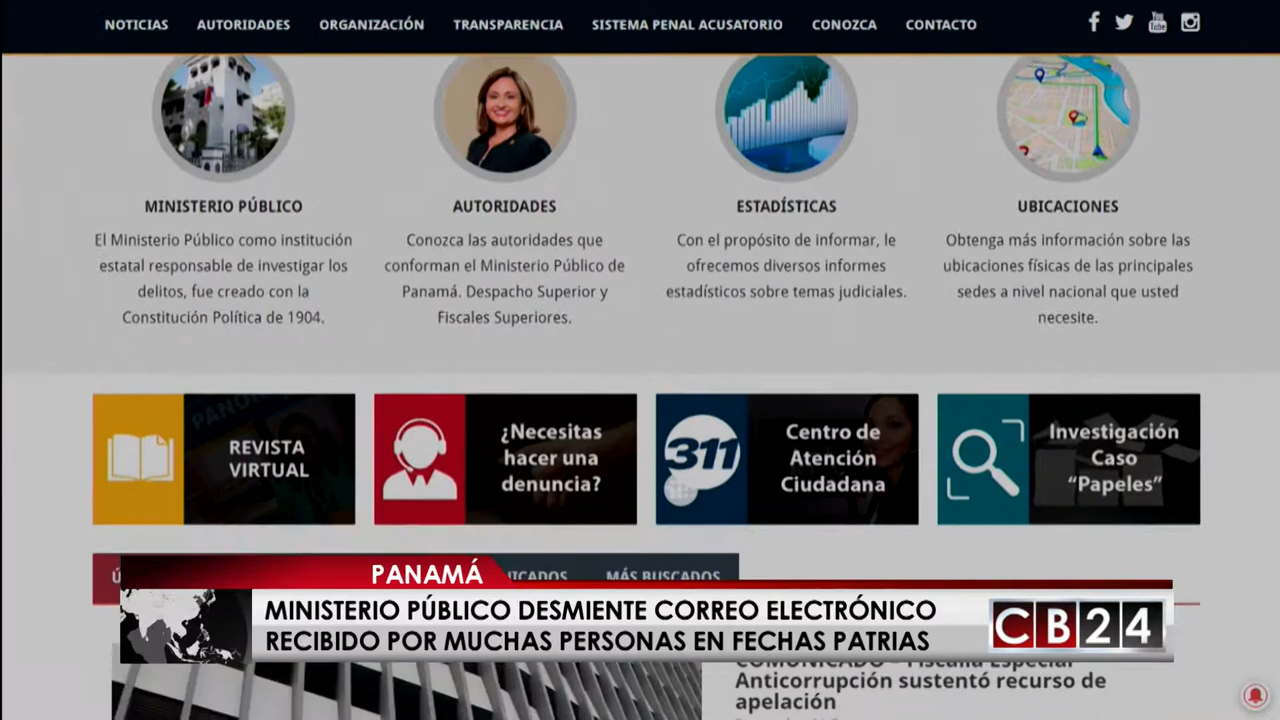 NOTICIAS AUTORIDADES ORGANIZACIÓN TRANSPARENCIA SISTEMA PENAL ACUSATORIO CONOZCA CONTACTO
You
Tube
MINISTERIO PÚBLICO
El Ministerio Público como institución
estatal responsable de investigar los
delitos, fue creado con la
Constitución Política de 1904.
AUTORIDADES
Conozca las autoridades que
conforman el Ministerio Público de
Panamá. Despacho Superior y
Fiscales Superiores.
ESTADÍSTICAS
Con el propósito de informar, le
ofrecemos diversos informes
estadísticos sobre temas judiciales.
UBICACIONES
Obtenga más información sobre las
ubicaciones físicas de las principales
sedes a nivel nacional que usted
necesite.
REVISTA
VIRTUAL
¿Necesitas
hacer una
denuncia?
311
Centro de
Atención
Ciudadana
Investigación
Caso
"Papeles"
MÁS BUSCADOS
PANAMÁ
MINISTERIO PÚBLICO DESMIENTE CORREO ELECTRÓNICO
RECIBIDO POR MUCHAS PERSONAS EN FECHAS PATRIAS
CB24
COMUNICADO – Fiscalía Especial
Anticorrupción sustentó recurso de
apelación